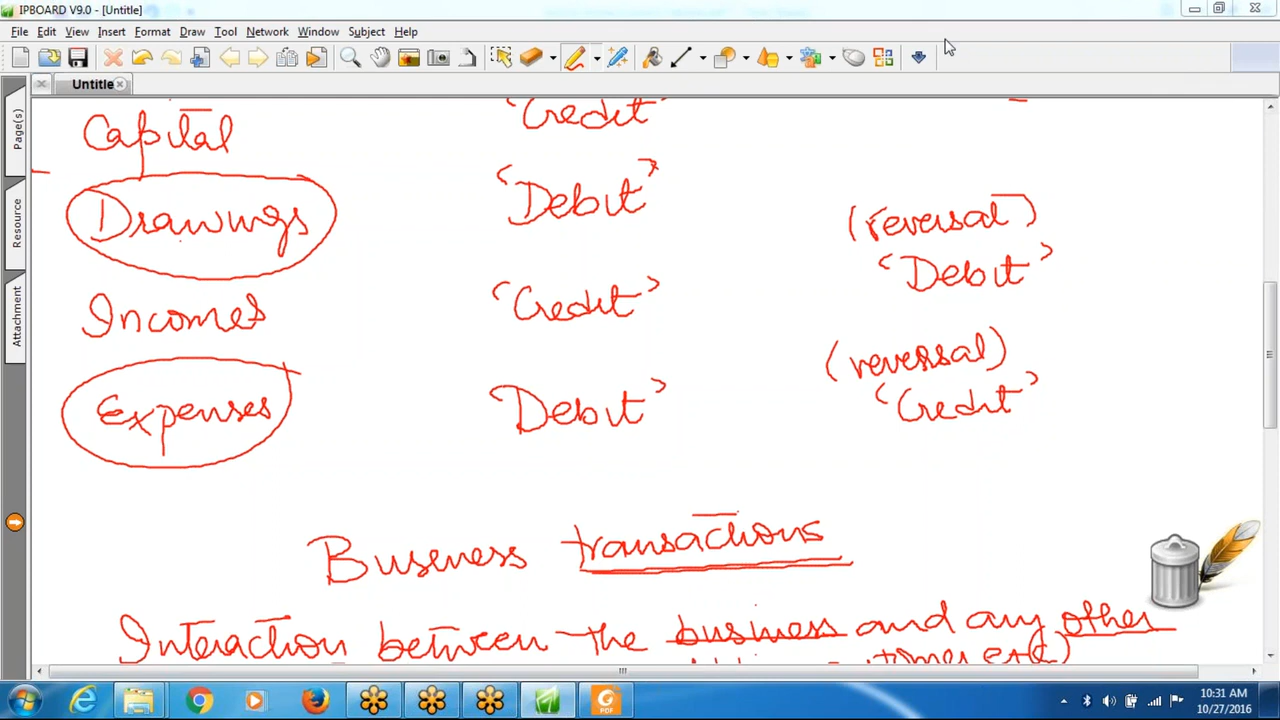 IPBOARD V9.0 - [Untitle]
File Edit View Insert Format Draw Tool Network Window Subject Help
Untitle
Page(s)
Resource
Attachment
Capital "Credit"
Drawings "Debit" (reversal)
"Debit"
Incomes "Credit"
(reversal)
Expenses "Debit" "Credit"
Business transactions
Interaction between the business and any other
etc)
PDF
10:31 AM
10/27/2016